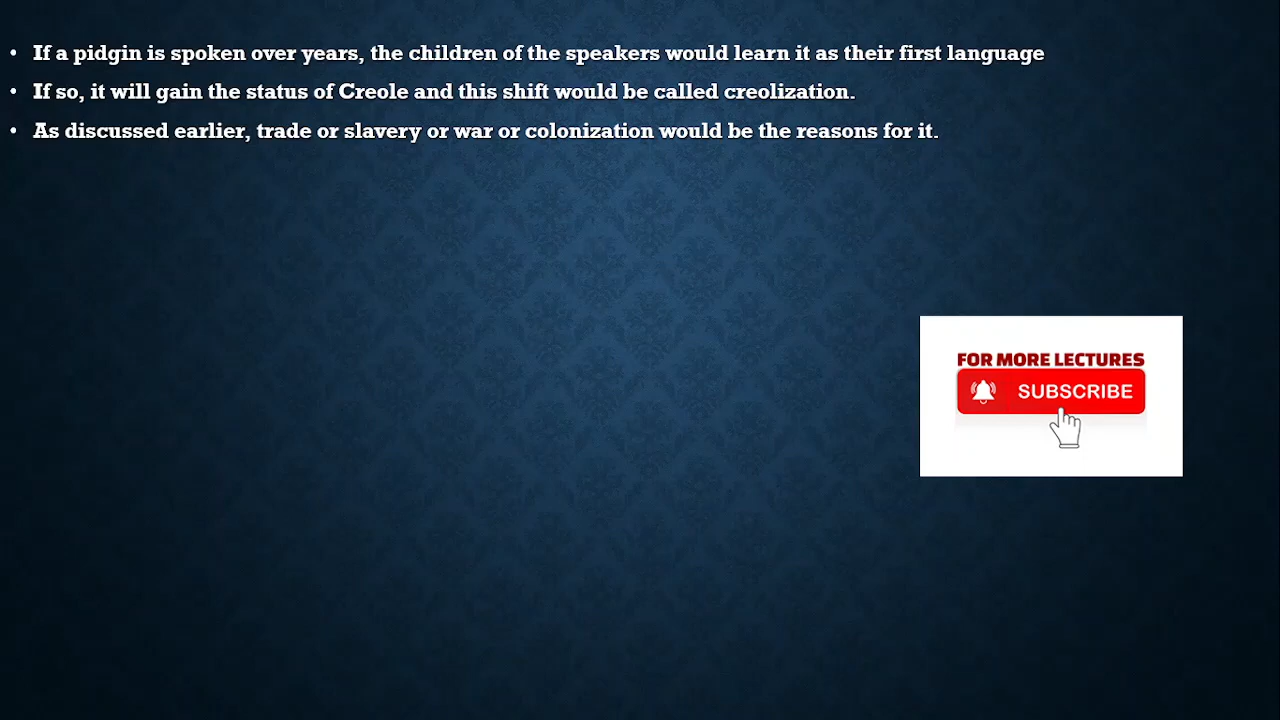 • If a pidgin is spoken over years, the children of the speakers would learn it as their first language
• If so, it will gain the status of Creole and this shift would be called creolization.
• As discussed earlier, trade or slavery or war or colonization would be the reasons for it.
FOR MORE LECTURES
SUBSCRIBE